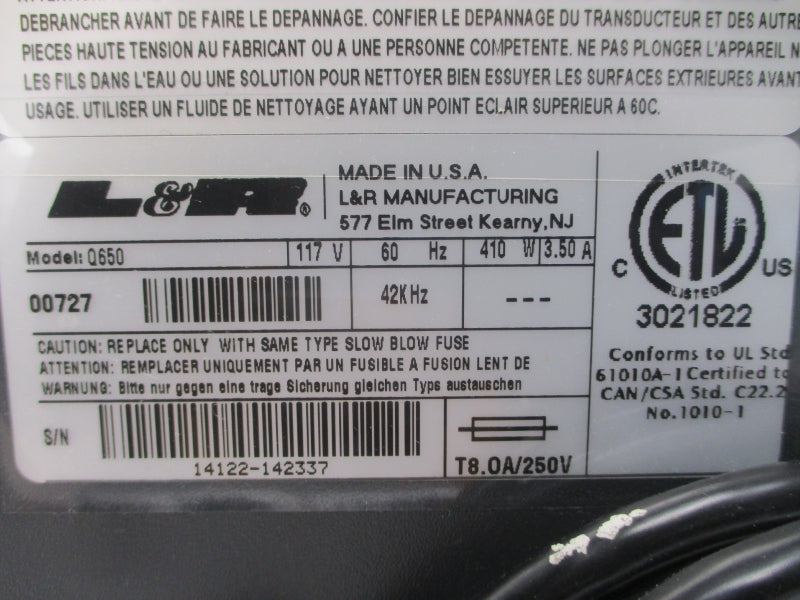 DEBRANCHER AVANT DE FAIRE LE DEPANNAGE. CONFIER LE DEPANNAGE DU TRANSDUCTEUR ET DES AUTRE
PIECES HAUTE TENSION AU FABRICANT OU A UNE PERSONNE COMPETENTE. NE PAS PLONGER L'APPAREIL N
LES FILS DANS L'EAU OU UNE SOLUTION POUR NETTOYER BIEN ESSUYER LES SURFACES EXTRIEURES AVANT
USAGE. UTILISER UN FLUIDE DE NETTOYAGE AYANT UN POINT ECLAIR SUPERIEUR A 60C.
L&R®
MADE IN U.S.A.
L&R MANUFACTURING
577 Elm Street Kearny,NJ
Model: Q650 117 V 60 Hz 410 W 3.50 A
00727 42KHz ---
CAUTION: REPLACE ONLY WITH SAME TYPE SLOW BLOW FUSE
ATTENTION: REMPLACER UNIQUEMENT PAR UN FUSIBLE A FUSION LENT DE
WARNUNG: Bitte nur gegen eine trage Sicherung gleichen Typs austauschen
S/N
14122-142337
T8.0A/250V
INTERTEK
ETL
C US
LISTED
3021822
Conforms to UL Std
61010A-1 Certified to
CAN/CSA Std. C22.2
No.1010-1